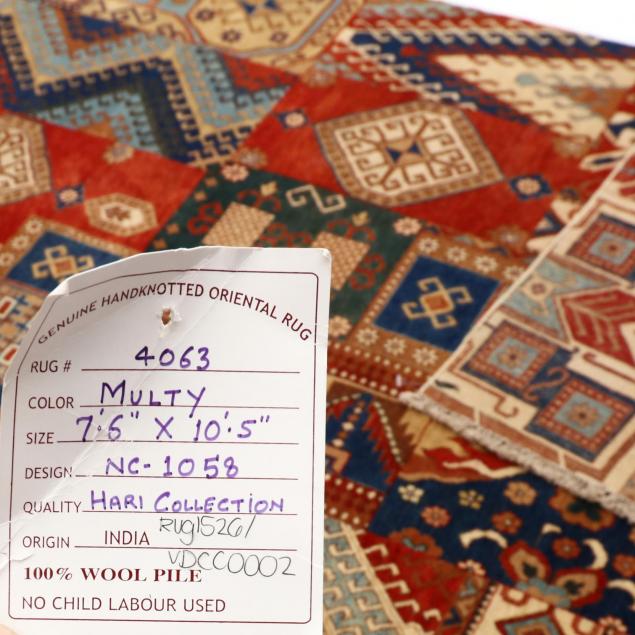 GENUINE HANDKNOTTED ORIENTAL RUG
RUG # 4063
COLOR MULTY
SIZE 7'.6" X 10'.5"
DESIGN NC-1058
QUALITY HARI COLLECTION
ORIGIN INDIA RUG15261
VDCC0002
100% WOOL PILE
NO CHILD LABOUR USED